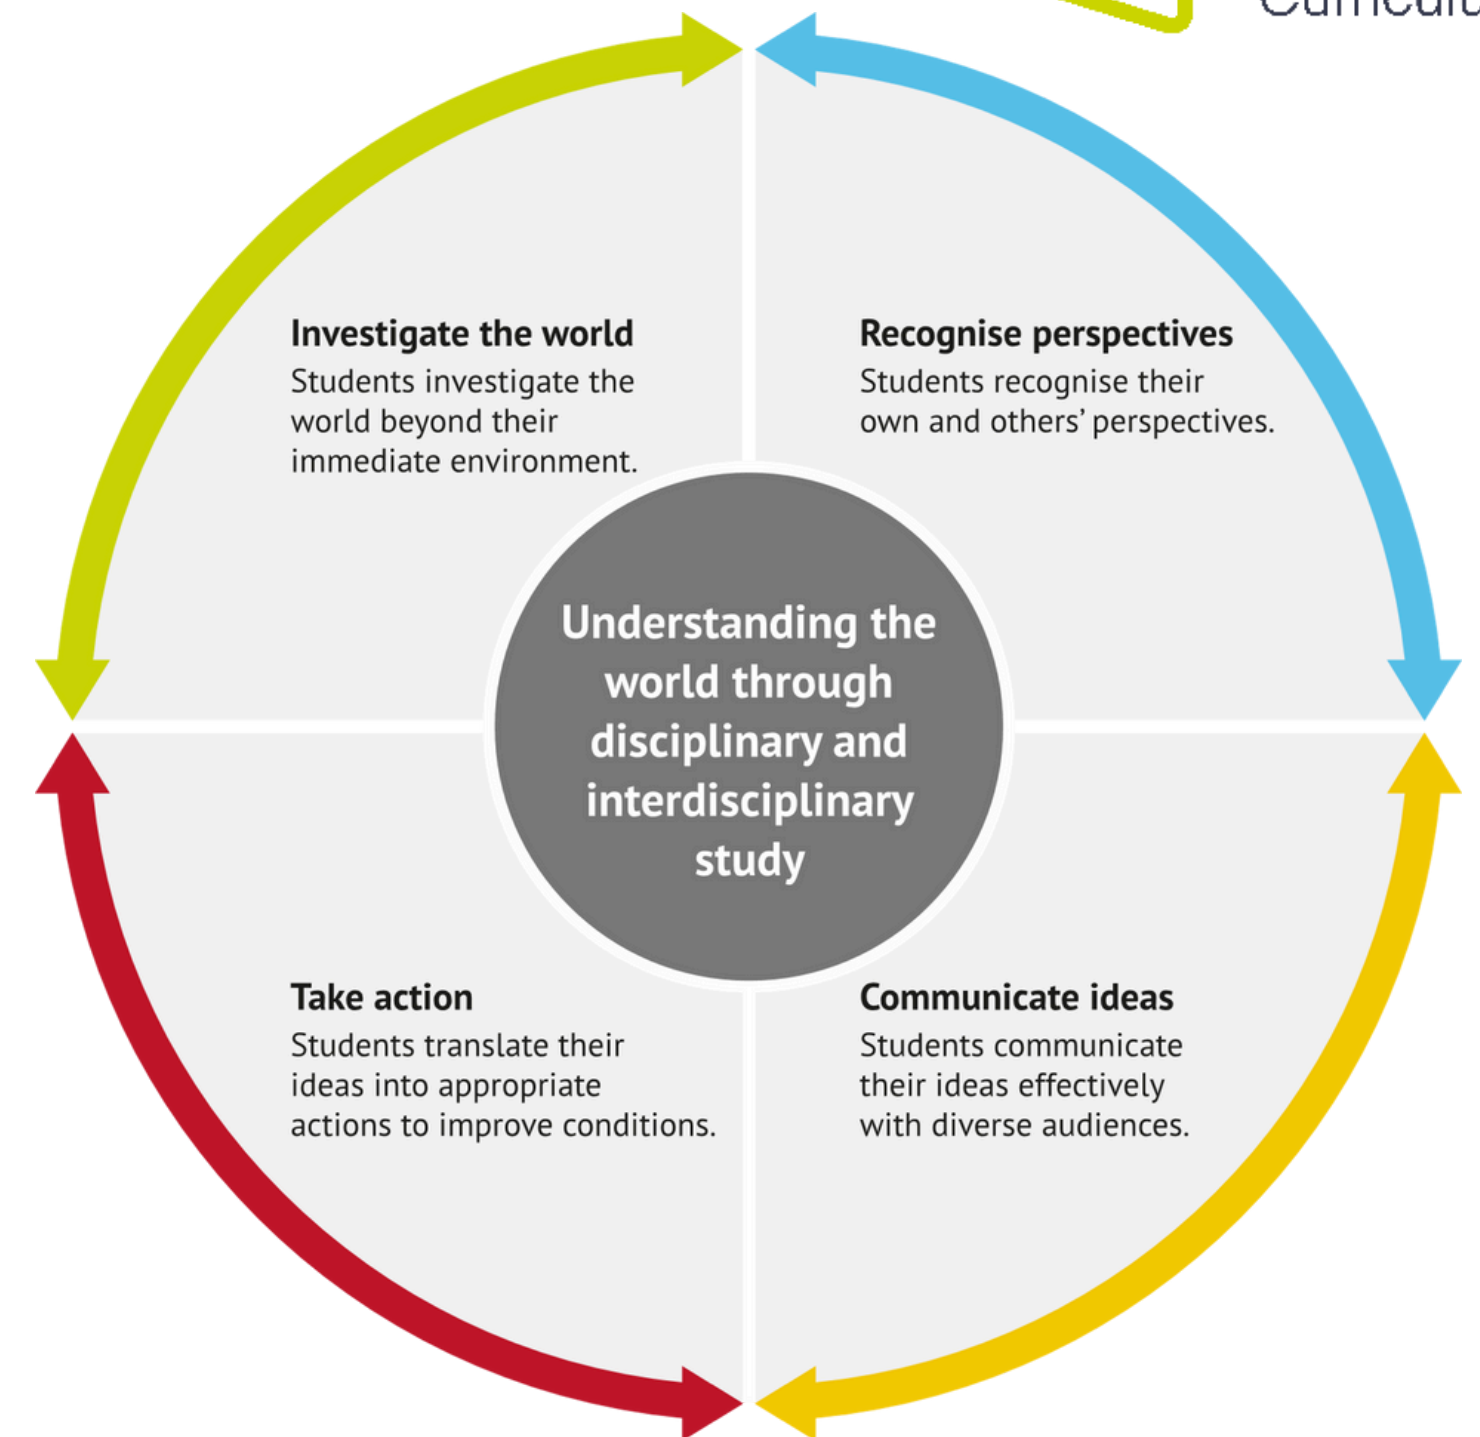 Investigate the world
Students investigate the
world beyond their
immediate environment.
Recognise perspectives
Students recognise their
own and others’ perspectives.
Understanding the
world through
disciplinary and
interdisciplinary
study
Take action
Students translate their
ideas into appropriate
actions to improve conditions.
Communicate ideas
Students communicate
their ideas effectively
with diverse audiences.